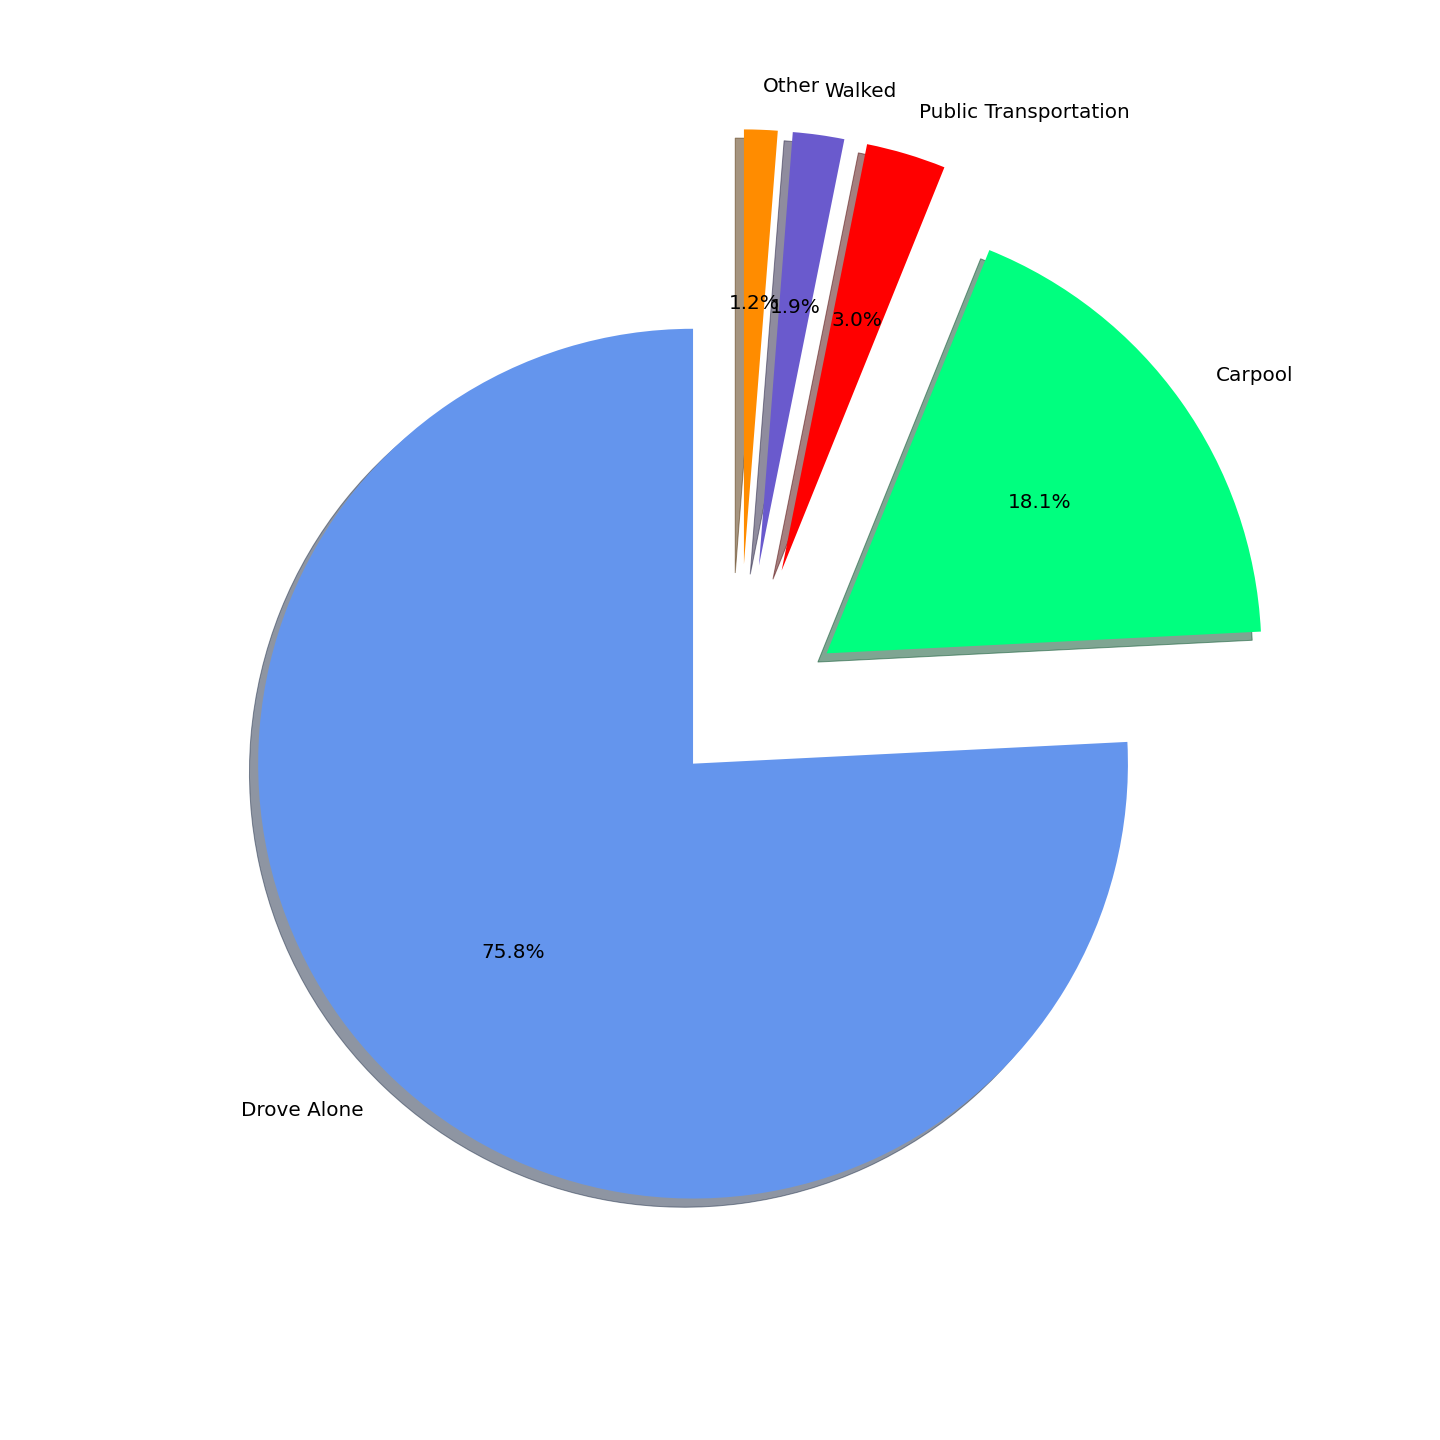 Other
Walked
Public Transportation
1.2%
1.9%
3.0%
Carpool
18.1%
75.8%
Drove Alone